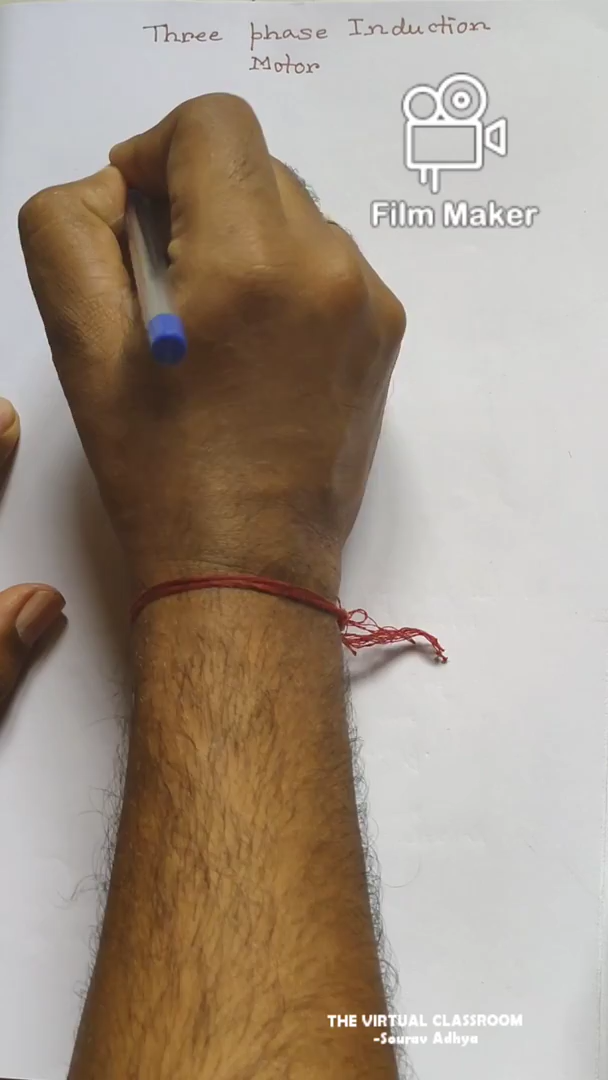 Three phase Induction
Motor
Film Maker
THE VIRTUAL CLASSROOM
-Sourav Adhya